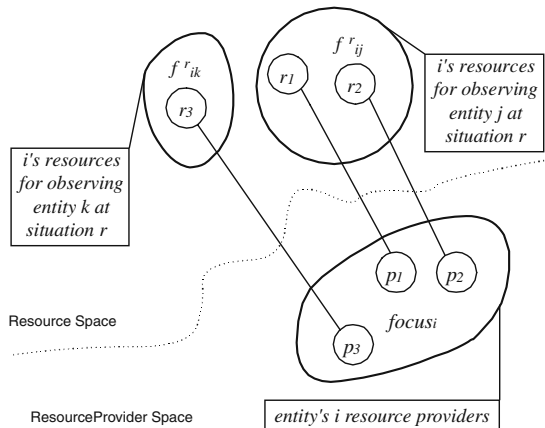 f r ik
f r ij
r1
r2
r3
i's resources
for observing
entity j at
situation r
i's resources
for observing
entity k at
situation r
p1
p2
focusi
p3
Resource Space
ResourceProvider Space
entity's i resource providers